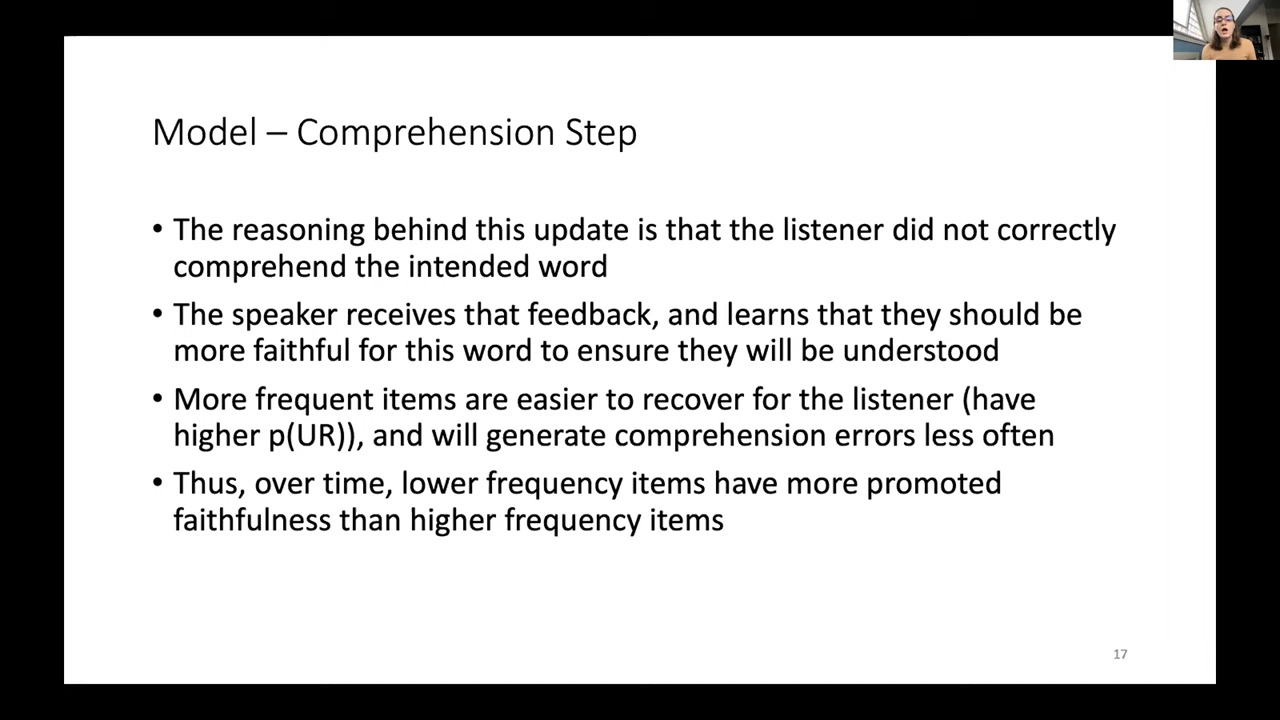 Model – Comprehension Step
• The reasoning behind this update is that the listener did not correctly
comprehend the intended word
• The speaker receives that feedback, and learns that they should be
more faithful for this word to ensure they will be understood
• More frequent items are easier to recover for the listener (have
higher p(UR)), and will generate comprehension errors less often
• Thus, over time, lower frequency items have more promoted
faithfulness than higher frequency items
17